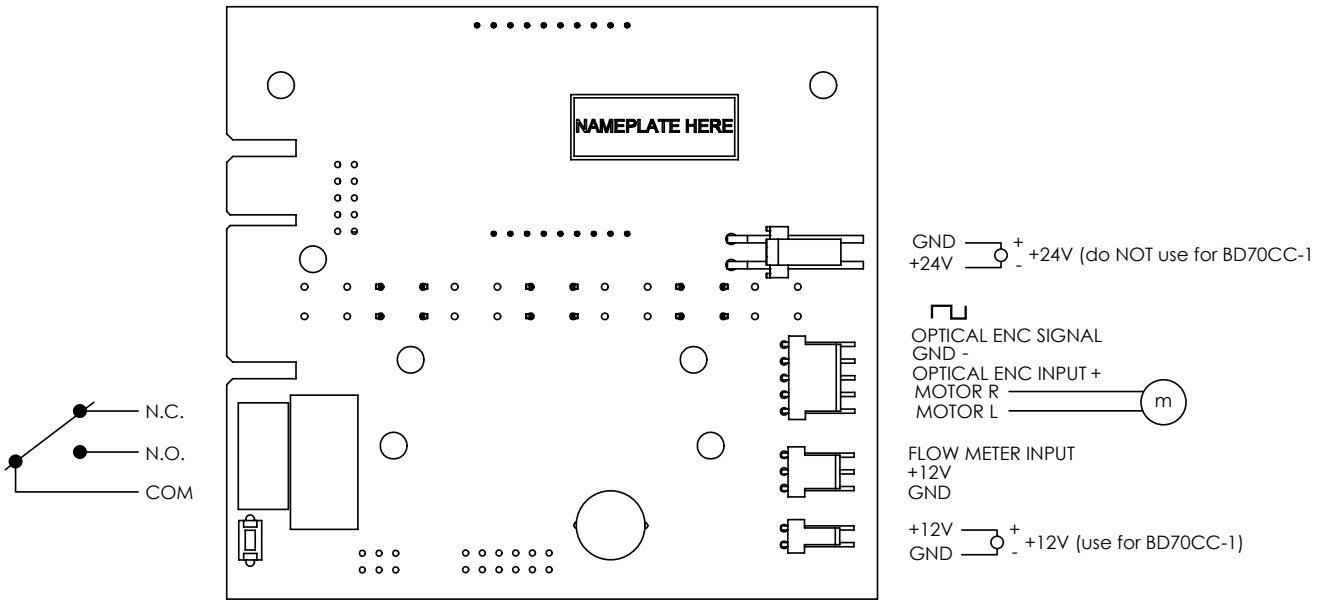 NAMEPLATE HERE
GND
+
+24V
-
+24V (do NOT use for BD70CC-1
OPTICAL ENC SIGNAL
GND -
OPTICAL ENC INPUT +
MOTOR R
MOTOR L
m
N.C.
N.O.
COM
FLOW METER INPUT
+12V
GND
+12V
+
GND
-
+12V (use for BD70CC-1)